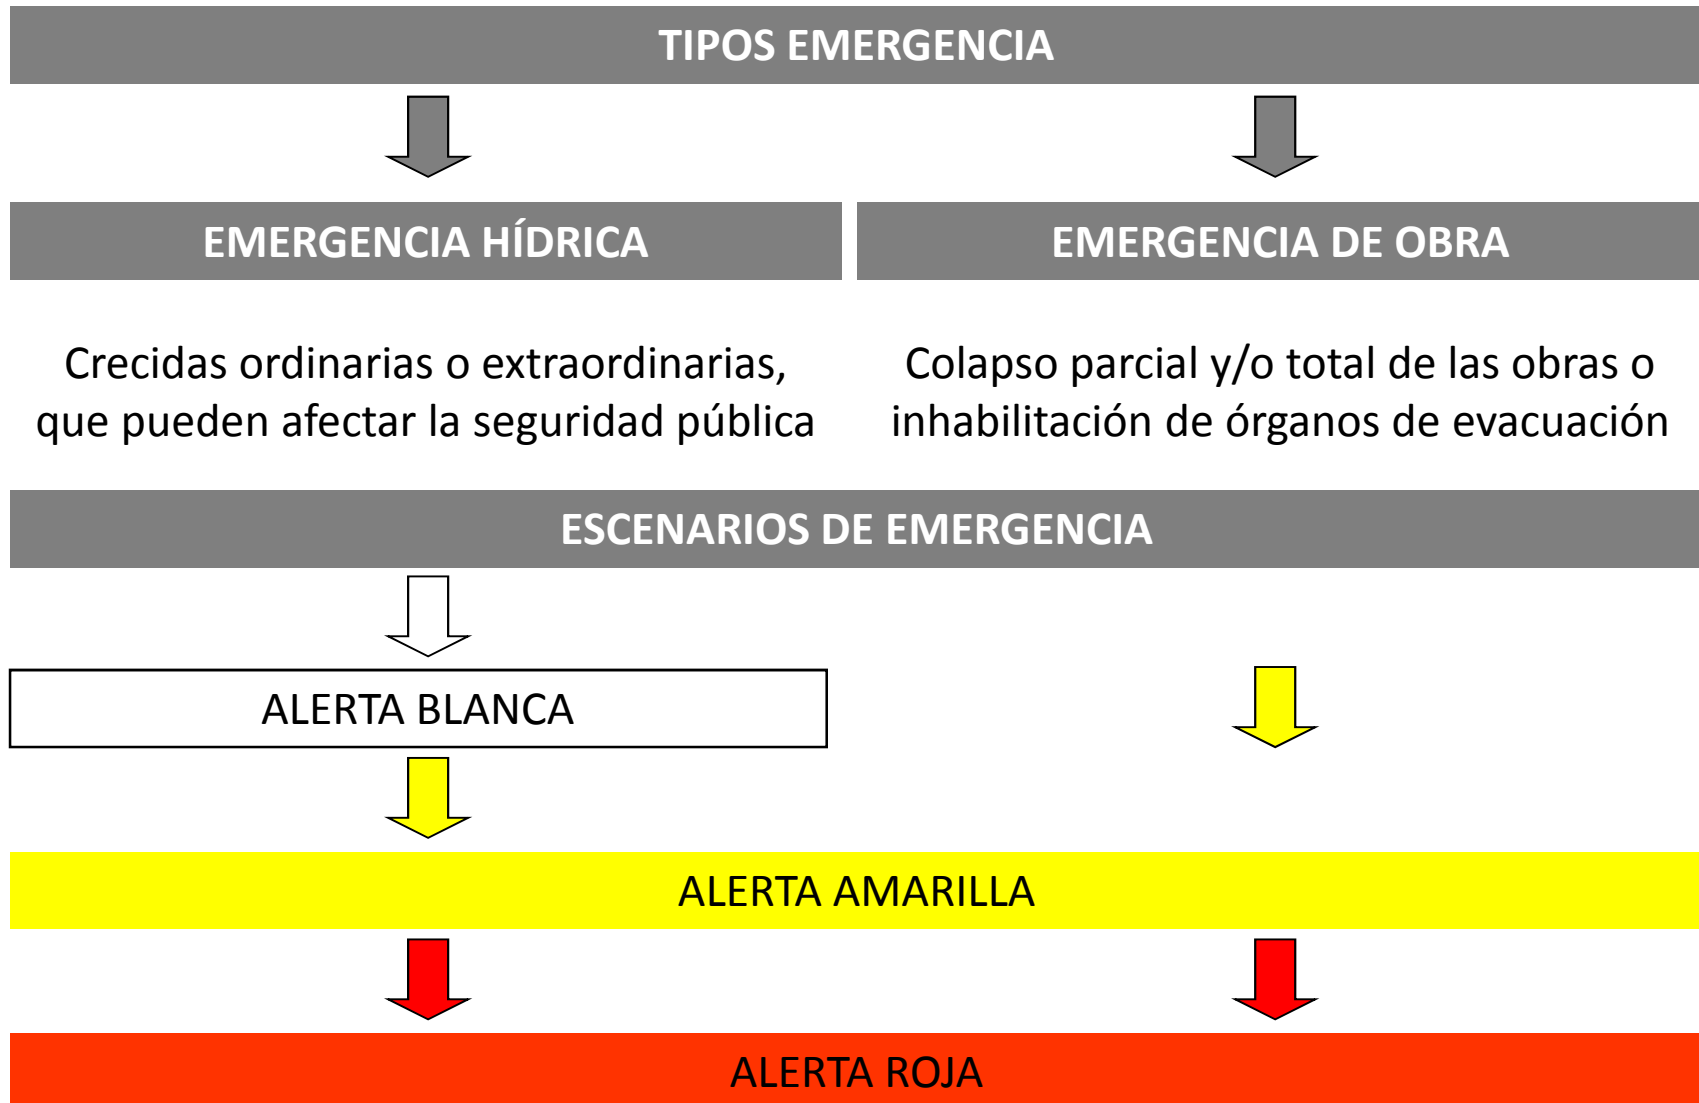 TIPOS EMERGENCIA
EMERGENCIA HÍDRICA
EMERGENCIA DE OBRA
Crecidas ordinarias o extraordinarias,
que pueden afectar la seguridad pública
Colapso parcial y/o total de las obras o
inhabilitación de órganos de evacuación
ESCENARIOS DE EMERGENCIA
ALERTA BLANCA
ALERTA AMARILLA
ALERTA ROJA